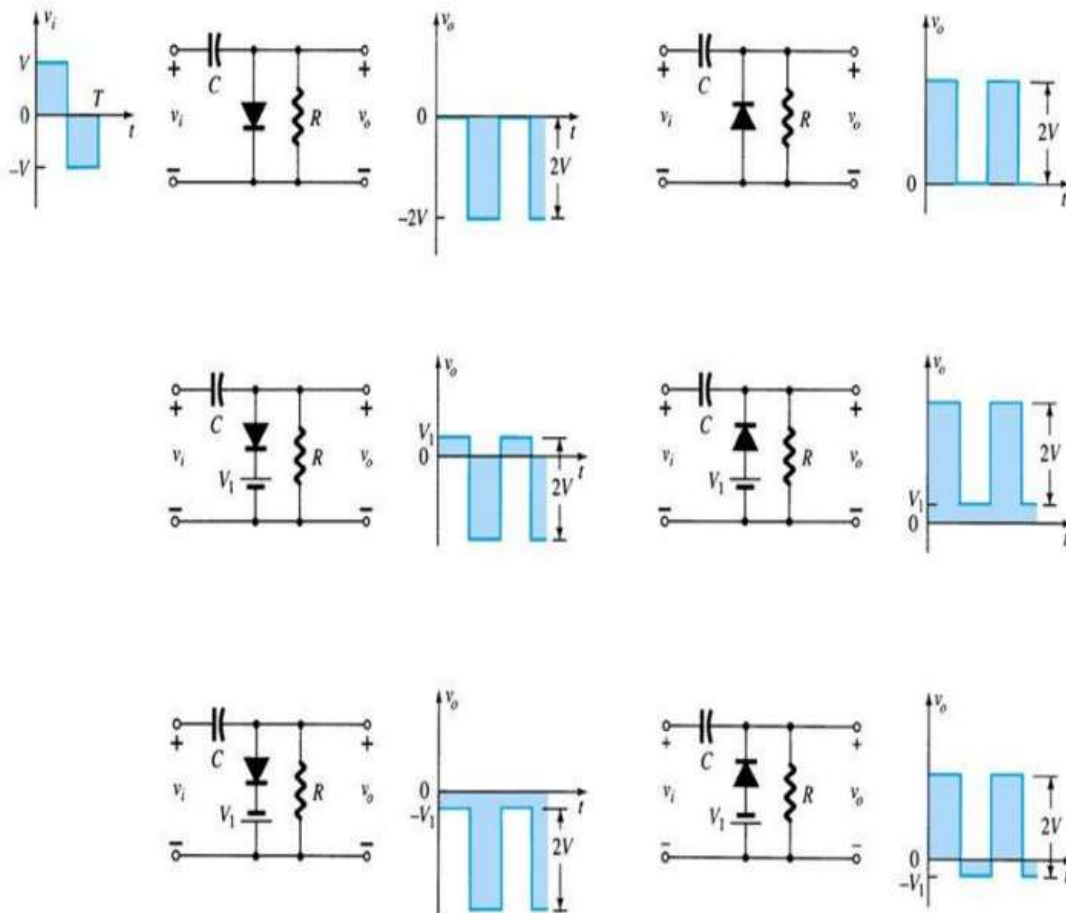 v_i
V
0
-V
T
t
+
C
v_i
R
+
v_o
−
−
v_o
0
t
2V
-2V
+
C
v_i
R
+
v_o
−
−
v_o
0
2V
t
+
C
v_i
V_1
R
+
v_o
−
−
v_o
V_1
0
t
2V
+
C
v_i
V_1
R
+
v_o
−
−
v_o
V_1
0
2V
t
+
C
v_i
V_1
R
+
v_o
−
−
v_o
0
-V_1
t
2V
+
C
v_i
V_1
R
+
v_o
−
−
v_o
0
-V_1
2V
t